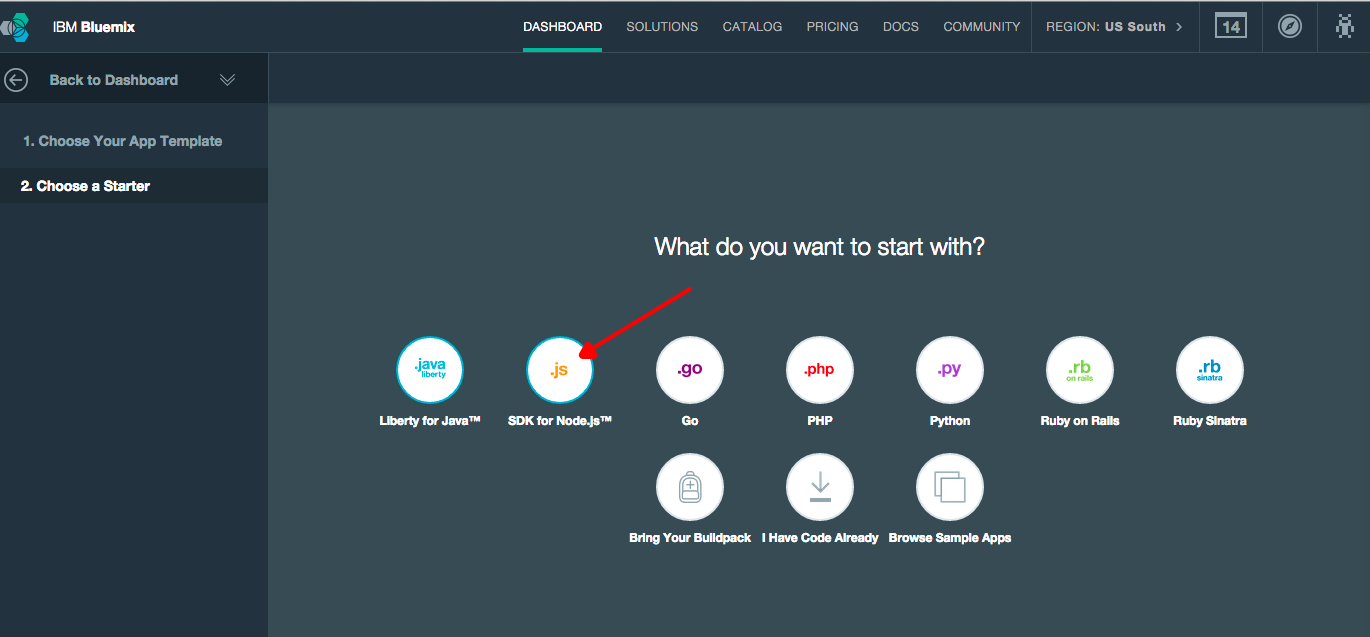 IBM Bluemix
DASHBOARD SOLUTIONS CATALOG PRICING DOCS COMMUNITY REGION: US South > 14
Back to Dashboard
1. Choose Your App Template
2. Choose a Starter
What do you want to start with?
.java liberty
.js
.go
.php
.py
.rb on rails
.rb sinatra
Liberty for Java™
SDK for Node.js™
Go
PHP
Python
Ruby on Rails
Ruby Sinatra
Bring Your Buildpack
I Have Code Already
Browse Sample Apps